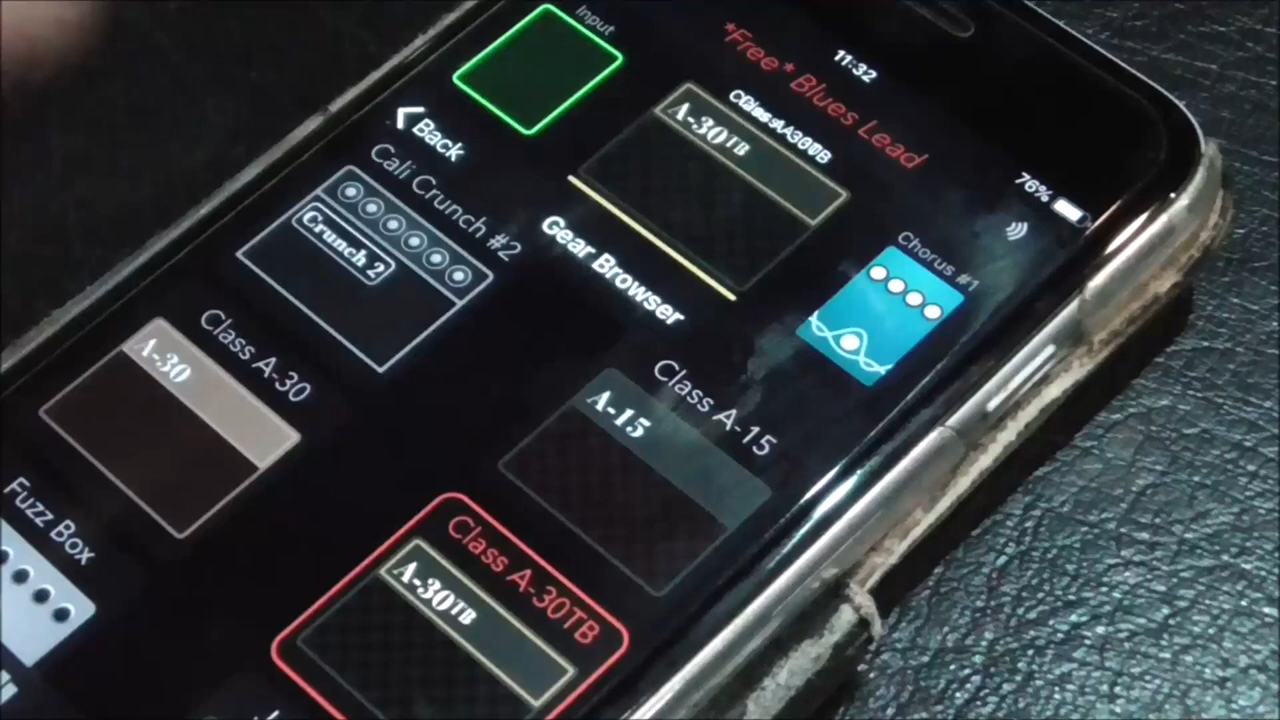 11:32
76%
*Free* Blues Lead
Input
A-30TB
Chorus #1
Back
Gear Browser
Cali Crunch #2
Crunch 2
Class A-15
A-15
Class A-30
A-30
Class A-30TB
A-30TB
Fuzz Box